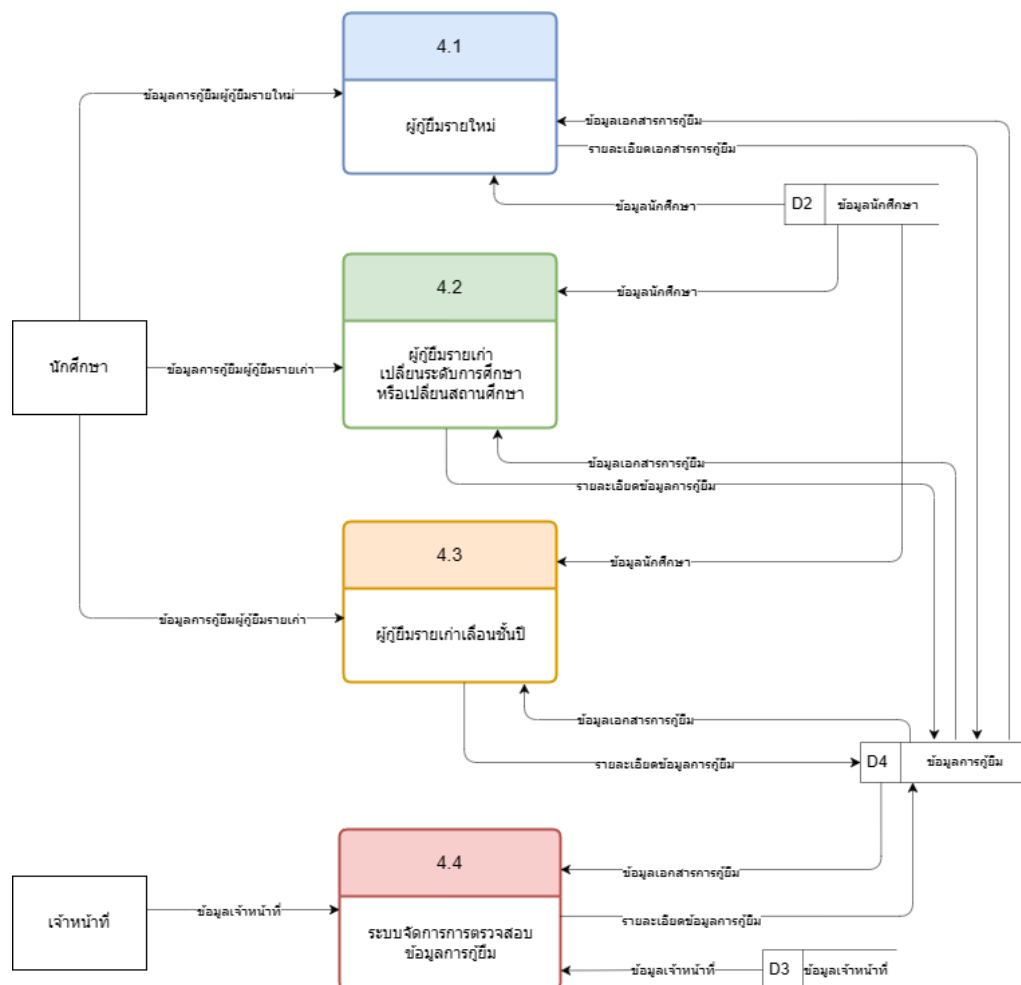 4.1
ข้อมูลการกู้ยืมผู้กู้ยืมรายใหม่
ผู้กู้ยืมรายใหม่
ข้อมูลเอกสารการกู้ยืม
รายละเอียดเอกสารการกู้ยืม
ข้อมูลนักศึกษา
D2
ข้อมูลนักศึกษา
4.2
ข้อมูลนักศึกษา
นักศึกษา
ข้อมูลการกู้ยืมผู้กู้ยืมรายเก่า
ผู้กู้ยืมรายเก่า
เปลี่ยนระดับการศึกษา
หรือเปลี่ยนสถานศึกษา
ข้อมูลเอกสารการกู้ยืม
รายละเอียดข้อมูลการกู้ยืม
4.3
ข้อมูลนักศึกษา
ข้อมูลการกู้ยืมผู้กู้ยืมรายเก่า
ผู้กู้ยืมรายเก่าเลื่อนชั้นปี
ข้อมูลเอกสารการกู้ยืม
รายละเอียดข้อมูลการกู้ยืม
D4
ข้อมูลการกู้ยืม
4.4
ข้อมูลเอกสารการกู้ยืม
เจ้าหน้าที่
ข้อมูลเจ้าหน้าที่
รายละเอียดข้อมูลการกู้ยืม
ระบบจัดการการตรวจสอบ
ข้อมูลการกู้ยืม
ข้อมูลเจ้าหน้าที่
D3
ข้อมูลเจ้าหน้าที่